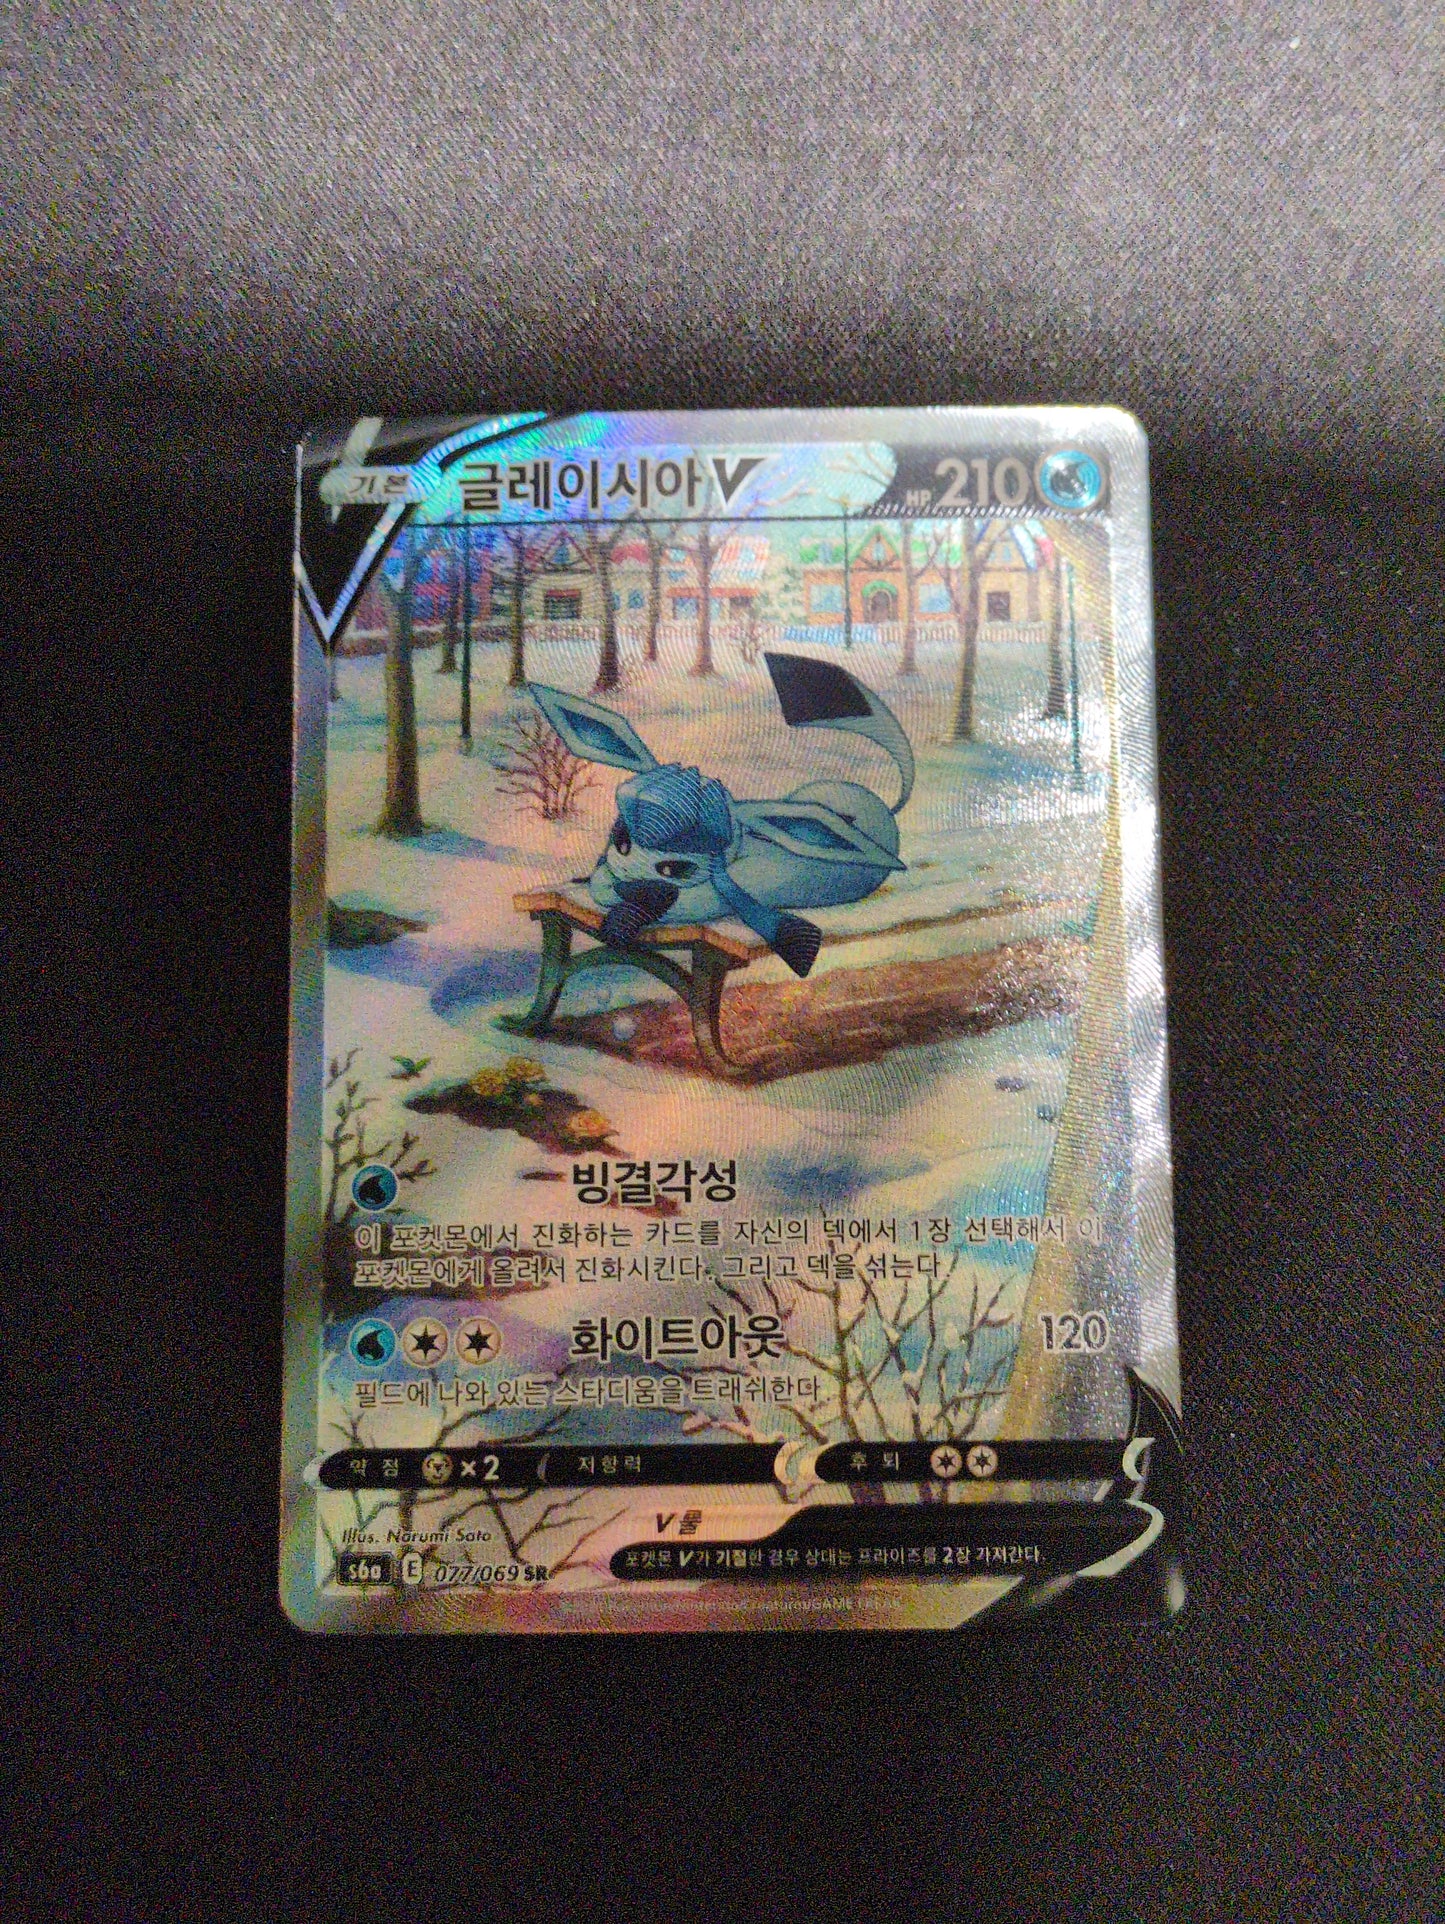 기본 글레이시아V HP 210
빙결각성
이 포켓몬에서 진화하는 카드를 자신의 덱에서 1장 선택해서 이
포켓몬에게 올려서 진화시킨다. 그리고 덱을 섞는다.
화이트아웃 120
필드에 나와 있는 스타디움을 트래쉬한다.
약점 ×2 저항력 후퇴
V룰
Illus. Narumi Sato
포켓몬 V가 기절한 경우 상대는 프라이즈를 2장 가져간다.
s6a E 077/069 SR
GAME FREAK